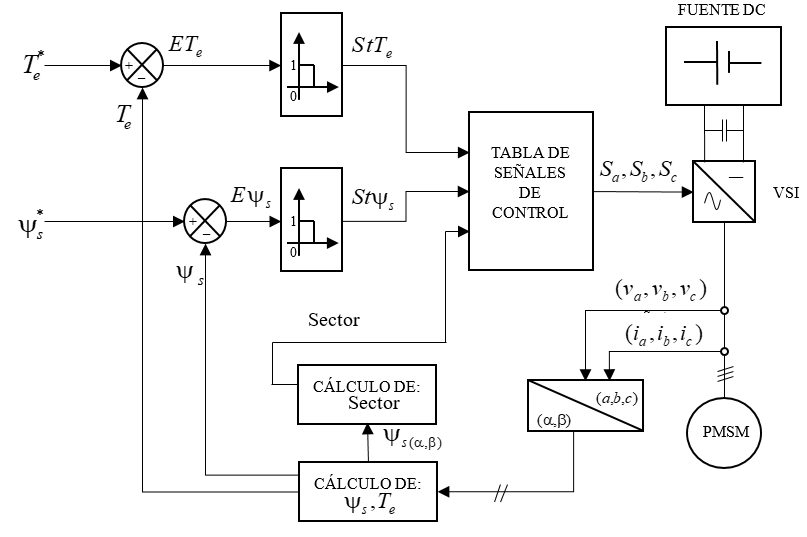 FUENTE DC
T_e^*
+
−
ET_e
1
0
StT_e
T_e
TABLA DE
SEÑALES
DE
CONTROL
S_a, S_b, S_c
VSI
ψ_s^*
+
−
Eψ_s
1
0
Stψ_s
ψ_s
(v_a, v_b, v_c)
(i_a, i_b, i_c)
Sector
CÁLCULO DE:
Sector
(a,b,c)
(α,β)
PMSM
ψ_s(α,β)
CÁLCULO DE:
ψ_s, T_e